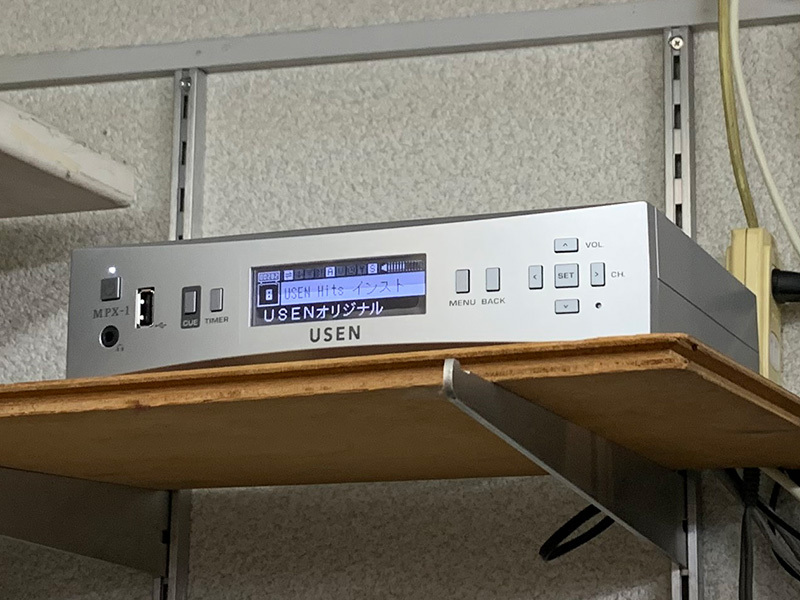 MPX-1
CUE
TIMER
USEN Hits インスト
USENオリジナル
USEN
MENU
BACK
VOL
SET
CH.